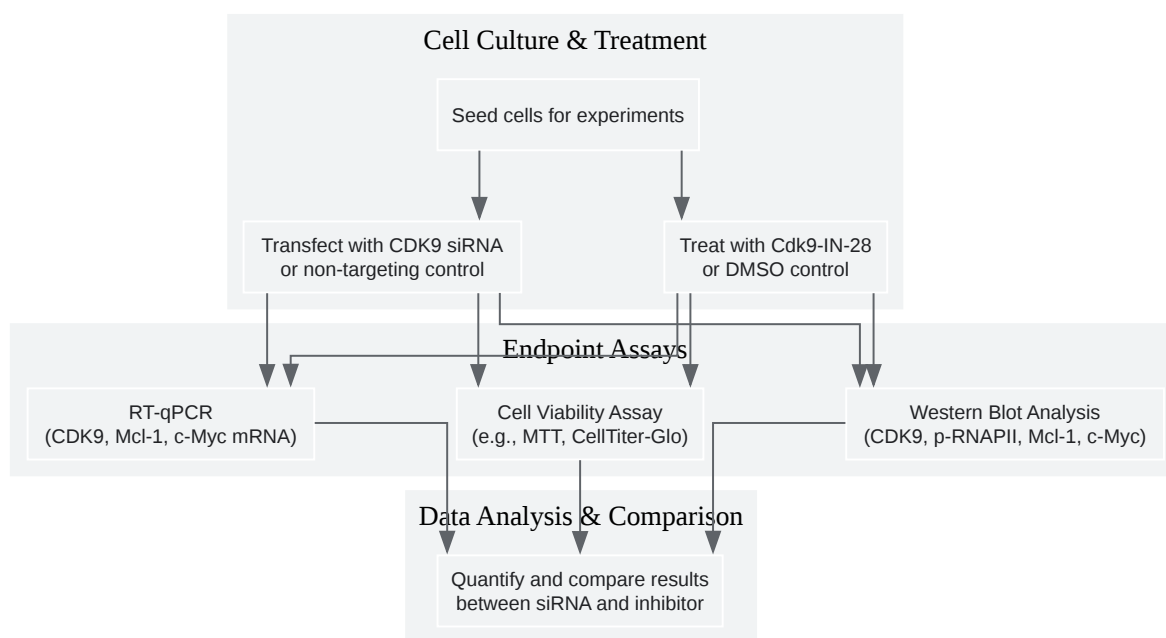 Cell Culture & Treatment
Seed cells for experiments
Transfect with CDK9 siRNA
or non-targeting control
Treat with Cdk9-IN-28
or DMSO control
Endpoint Assays
RT-qPCR
(CDK9, Mcl-1, c-Myc mRNA)
Cell Viability Assay
(e.g., MTT, CellTiter-Glo)
Western Blot Analysis
(CDK9, p-RNAPII, Mcl-1, c-Myc)
Data Analysis & Comparison
Quantify and compare results
between siRNA and inhibitor